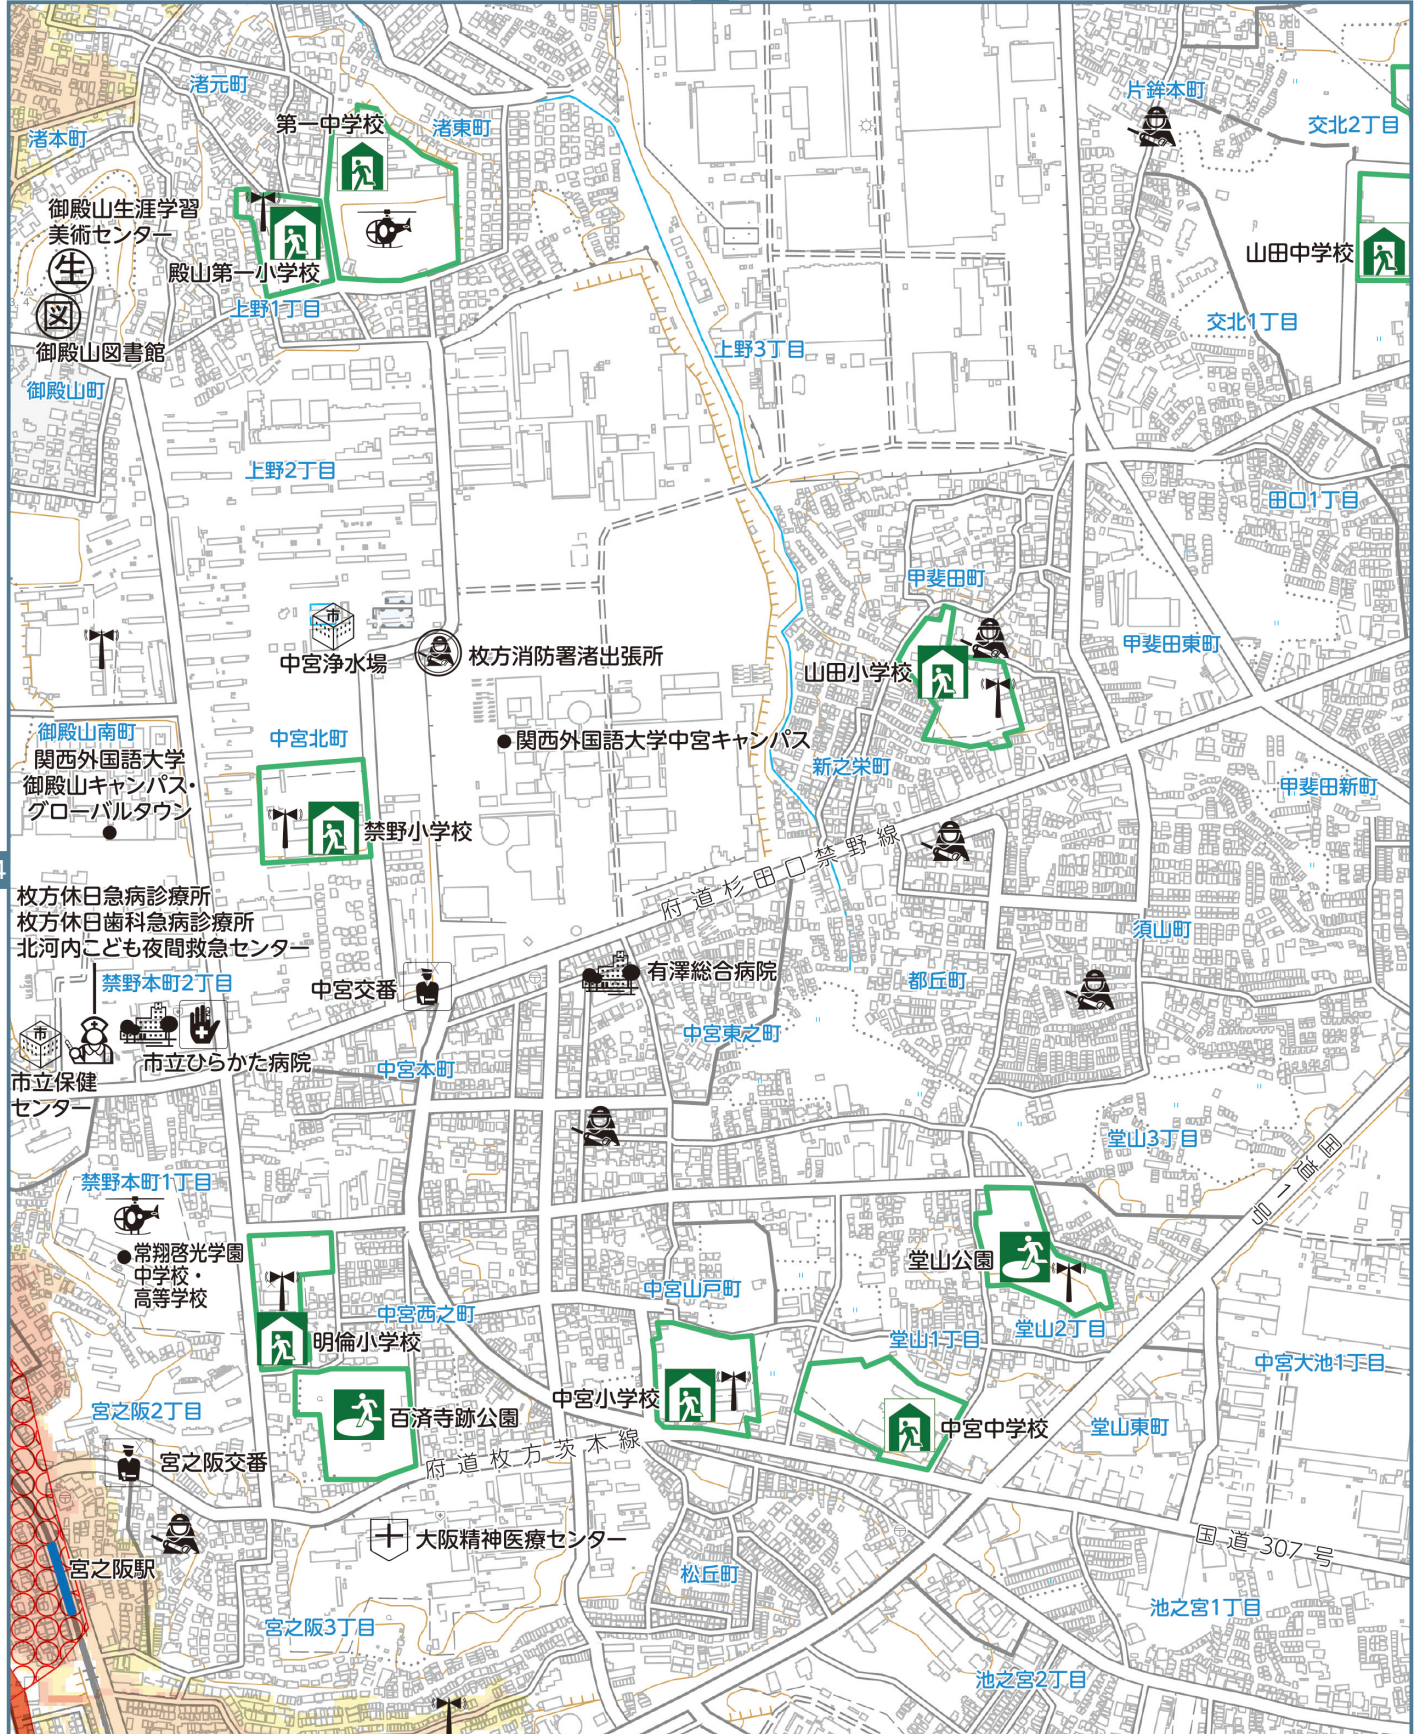 渚元町
片鉾本町
第一中学校
渚東町
交北2丁目
渚本町
御殿山生涯学習
美術センター
生
図
殿山第一小学校
山田中学校
上野1丁目
交北1丁目
御殿山図書館
上野3丁目
御殿山町
上野2丁目
田口1丁目
甲斐田町
市
中宮浄水場
枚方消防署渚出張所
甲斐田東町
山田小学校
御殿山南町
中宮北町
関西外国語大学中宮キャンパス
関西外国語大学
御殿山キャンパス・
グローバルタウン
新之栄町
甲斐田新町
禁野小学校
府道杉田口禁野線
4
枚方休日急病診療所
枚方休日歯科急病診療所
北河内こども夜間救急センター
須山町
禁野本町2丁目
中宮交番
有澤総合病院
都丘町
中宮東之町
市
市立ひらかた病院
中宮本町
市立保健
センター
堂山3丁目
国道1号
禁野本町1丁目
常翔啓光学園
中学校・
高等学校
堂山公園
中宮山戸町
中宮西之町
堂山2丁目
明倫小学校
堂山1丁目
中宮大池1丁目
中宮小学校
宮之阪2丁目
百済寺跡公園
中宮中学校
堂山東町
府道枚方茨木線
宮之阪交番
大阪精神医療センター
国道307号
宮之阪駅
松丘町
池之宮1丁目
宮之阪3丁目
池之宮2丁目